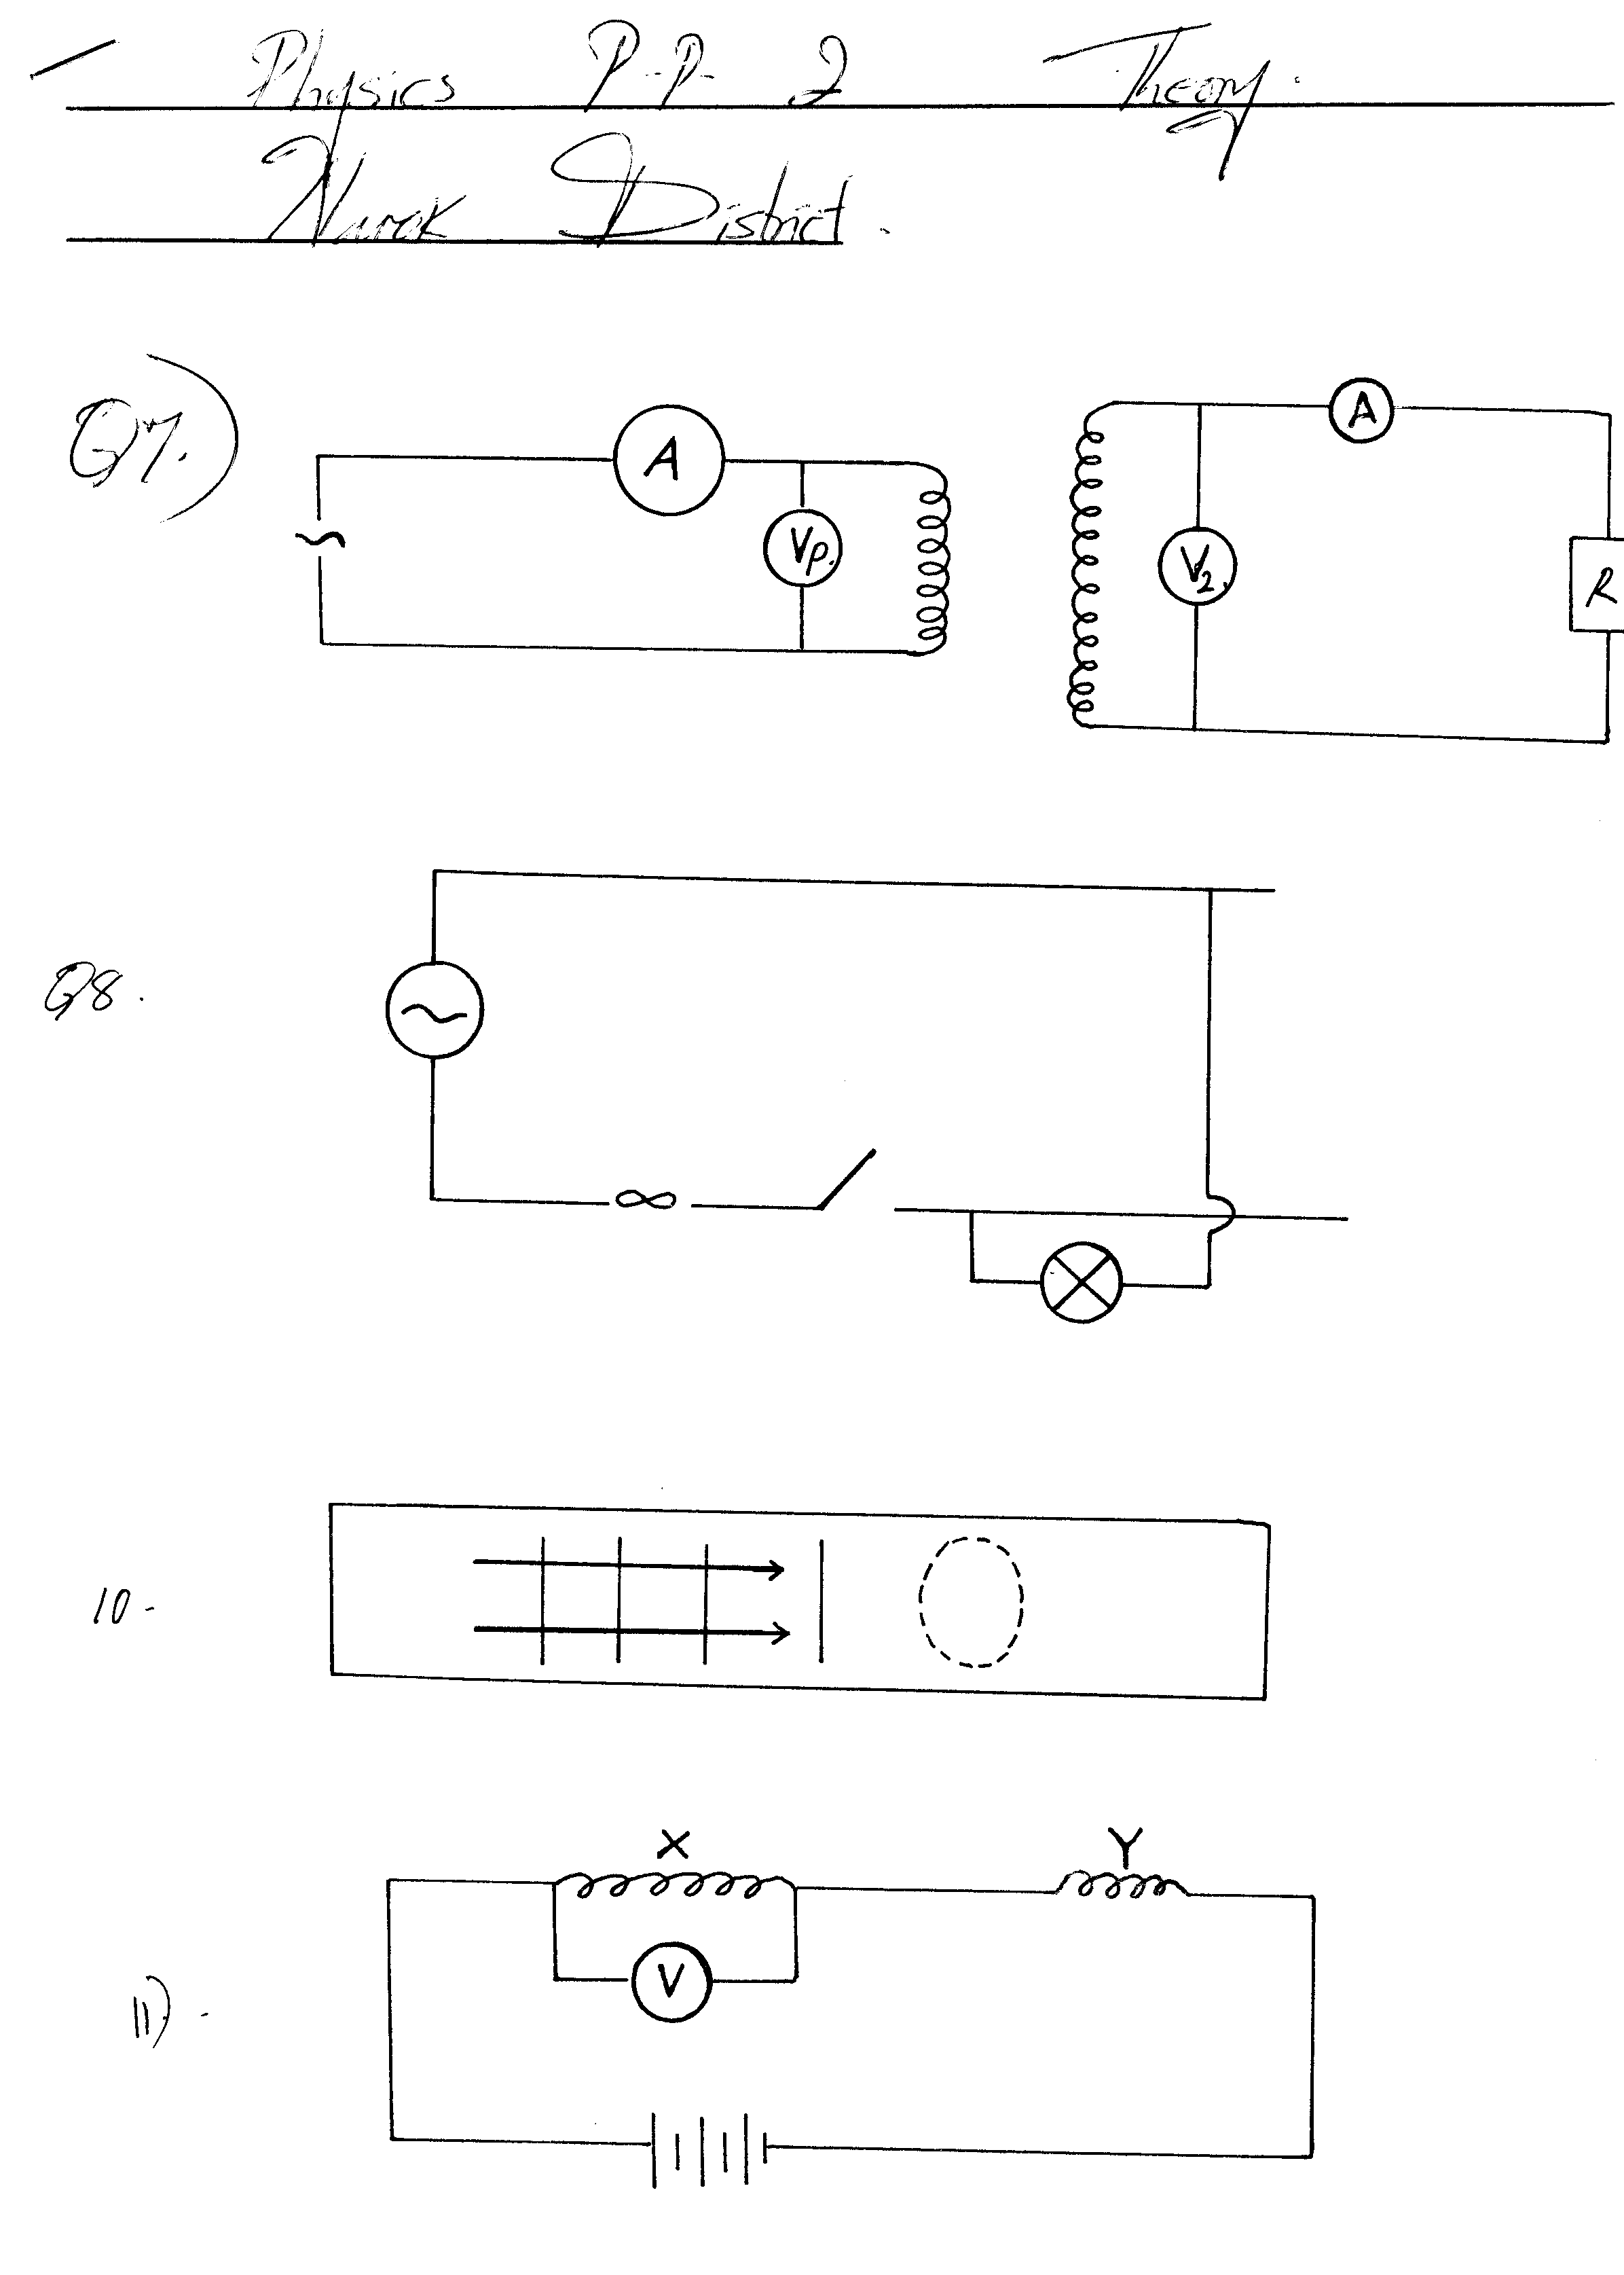 Physics P.P. 2 Theory.
Narok District.
Q7.)
A
A
Vp.
V2.
R
Q8.
10-
X
Y
V
11)-